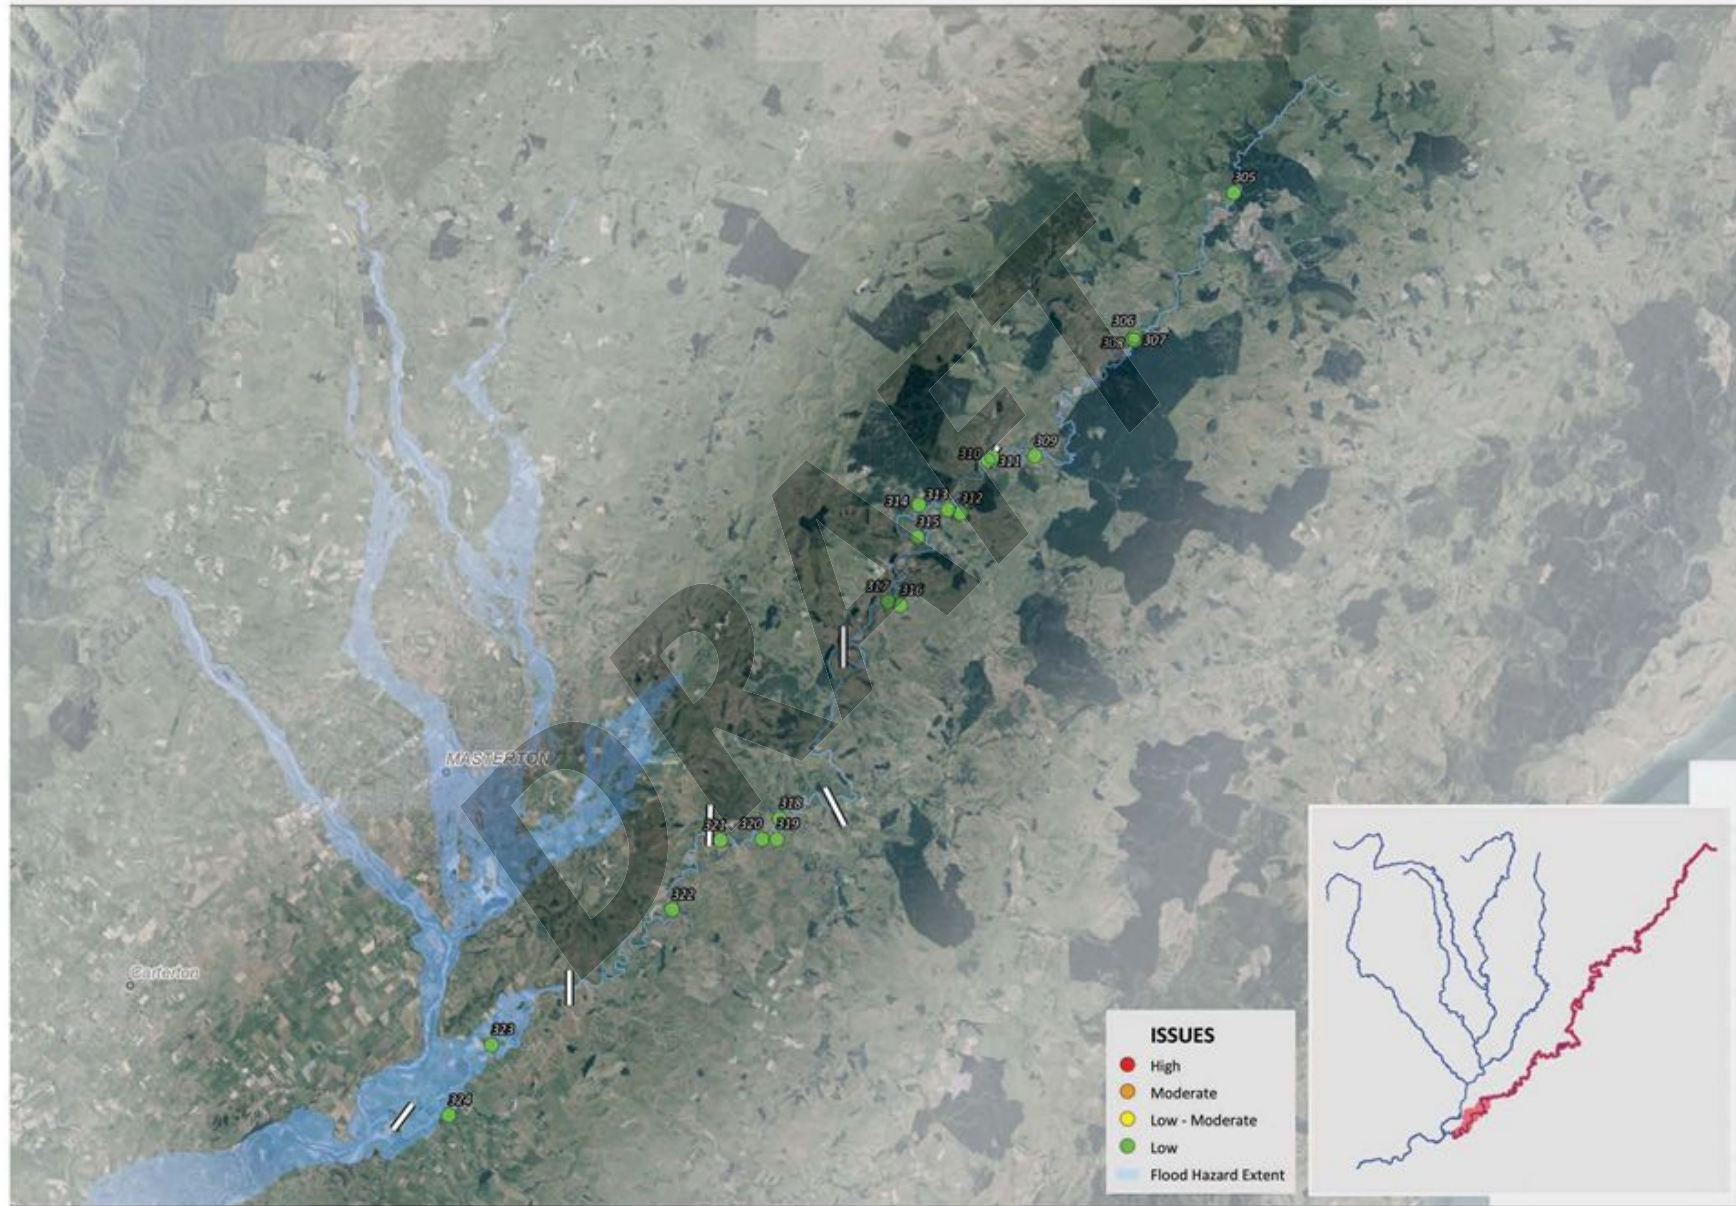 305
306
308 307
309
310 311
314 313 312
315
317 316
MASTERTON
318
321 320 319
322
Carterton
323
324
DRAFT
ISSUES
High
Moderate
Low - Moderate
Low
Flood Hazard Extent